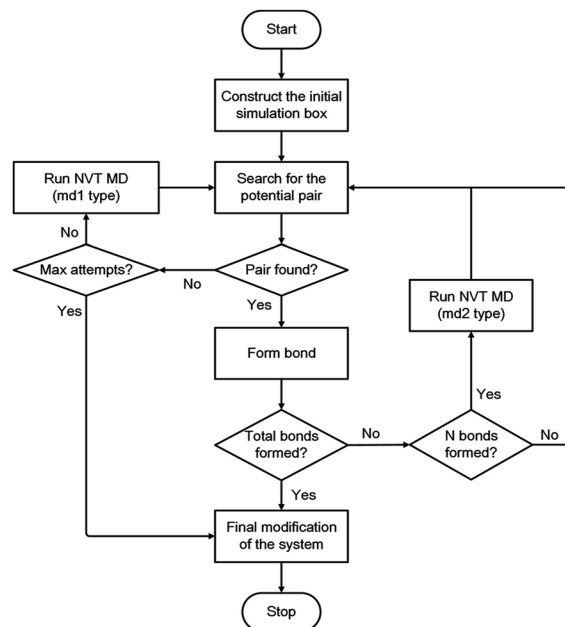 Start
Construct the initial
simulation box
Run NVT MD
(md1 type)
Search for the
potential pair
No
Max attempts?
No
Pair found?
Yes
Yes
Run NVT MD
(md2 type)
Form bond
Yes
Total bonds
formed?
No
N bonds
formed?
No
Yes
Final modification
of the system
Stop